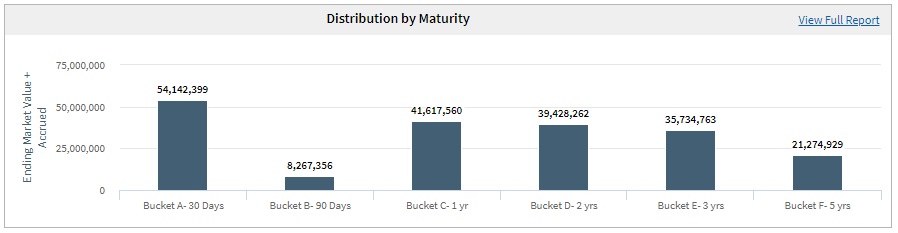 Distribution by Maturity
View Full Report
Ending Market Value +
Accrued
75,000,000
50,000,000
25,000,000
0
54,142,399
8,267,356
41,617,560
39,428,262
35,734,763
21,274,929
Bucket A- 30 Days
Bucket B- 90 Days
Bucket C- 1 yr
Bucket D- 2 yrs
Bucket E- 3 yrs
Bucket F- 5 yrs